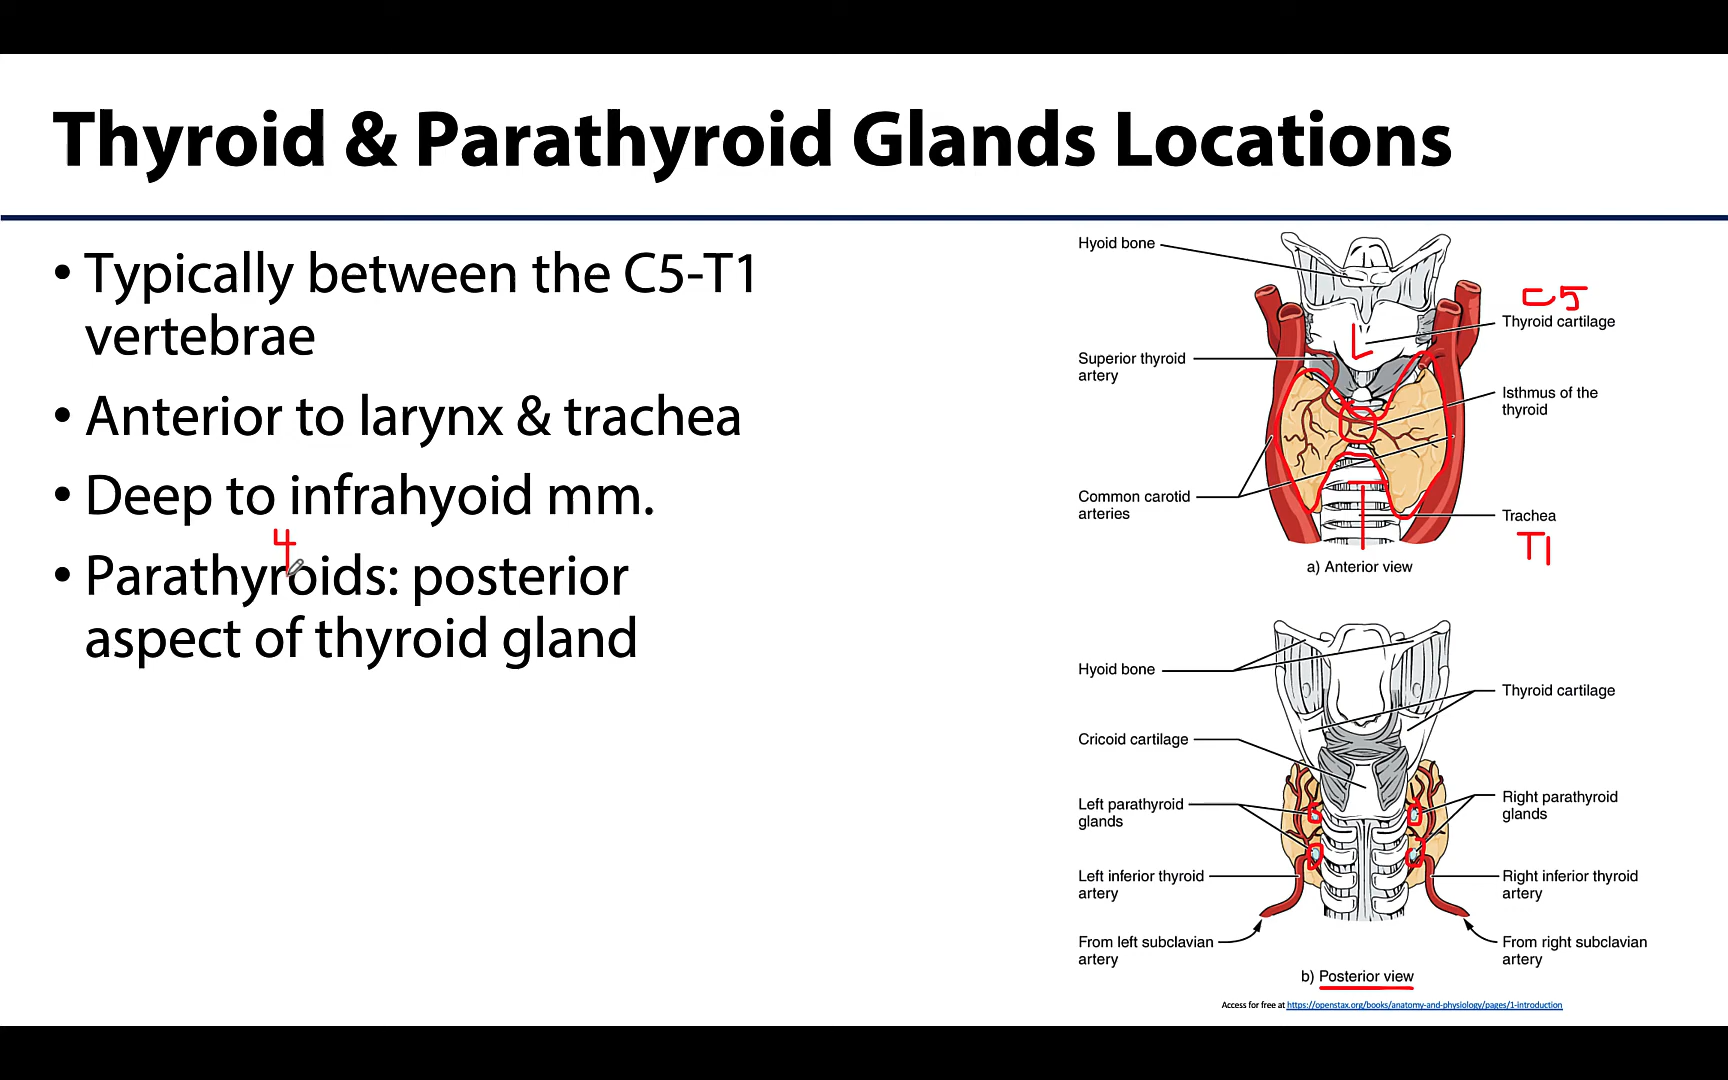 Thyroid & Parathyroid Glands Locations
• Typically between the C5-T1
vertebrae
• Anterior to larynx & trachea
• Deep to infrahyoid mm.
4
• Parathyroids: posterior
aspect of thyroid gland
Hyoid bone
C5
Thyroid cartilage
L
Superior thyroid
artery
Isthmus of the
thyroid
Common carotid
arteries
T
Trachea
T1
a) Anterior view
Hyoid bone
Thyroid cartilage
Cricoid cartilage
Left parathyroid
glands
Right parathyroid
glands
Left inferior thyroid
artery
Right inferior thyroid
artery
From left subclavian
artery
From right subclavian
artery
b) Posterior view
Access for free at https://openstax.org/books/anatomy-and-physiology/pages/1-introduction